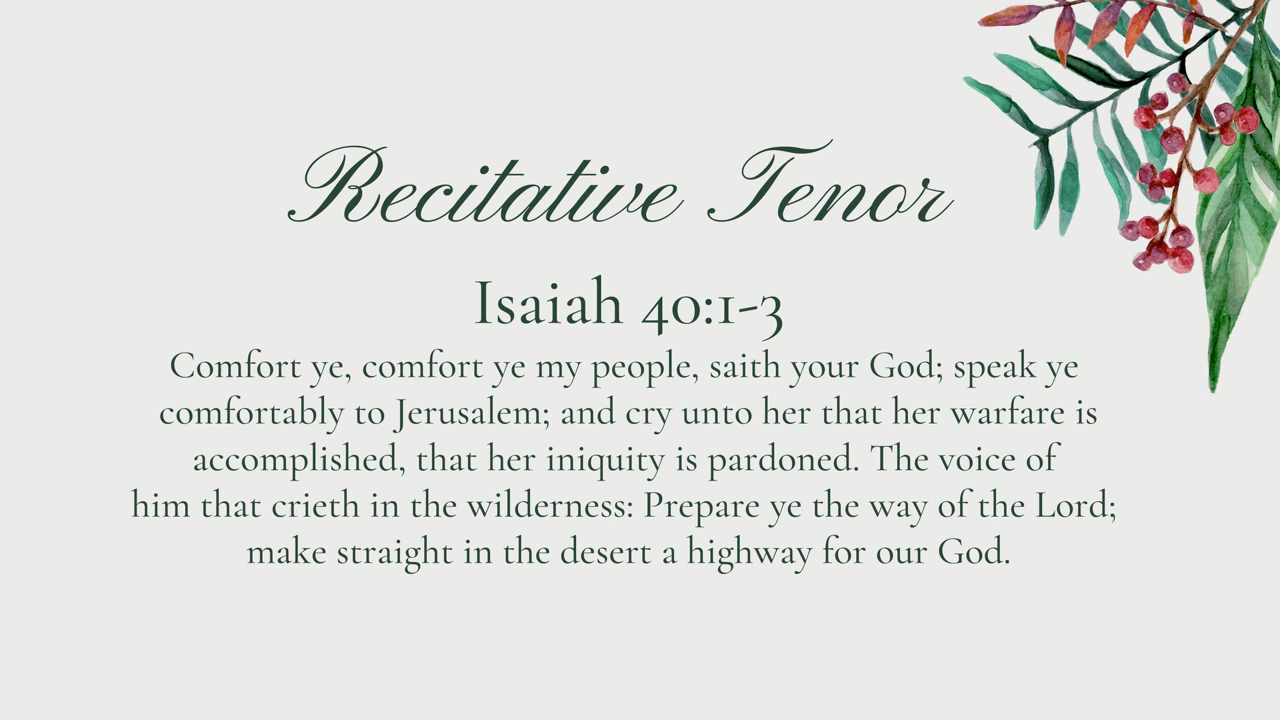 Recitative Tenor
Isaiah 40:1-3
Comfort ye, comfort ye my people, saith your God; speak ye
comfortably to Jerusalem; and cry unto her that her warfare is
accomplished, that her iniquity is pardoned. The voice of
him that crieth in the wilderness: Prepare ye the way of the Lord;
make straight in the desert a highway for our God.